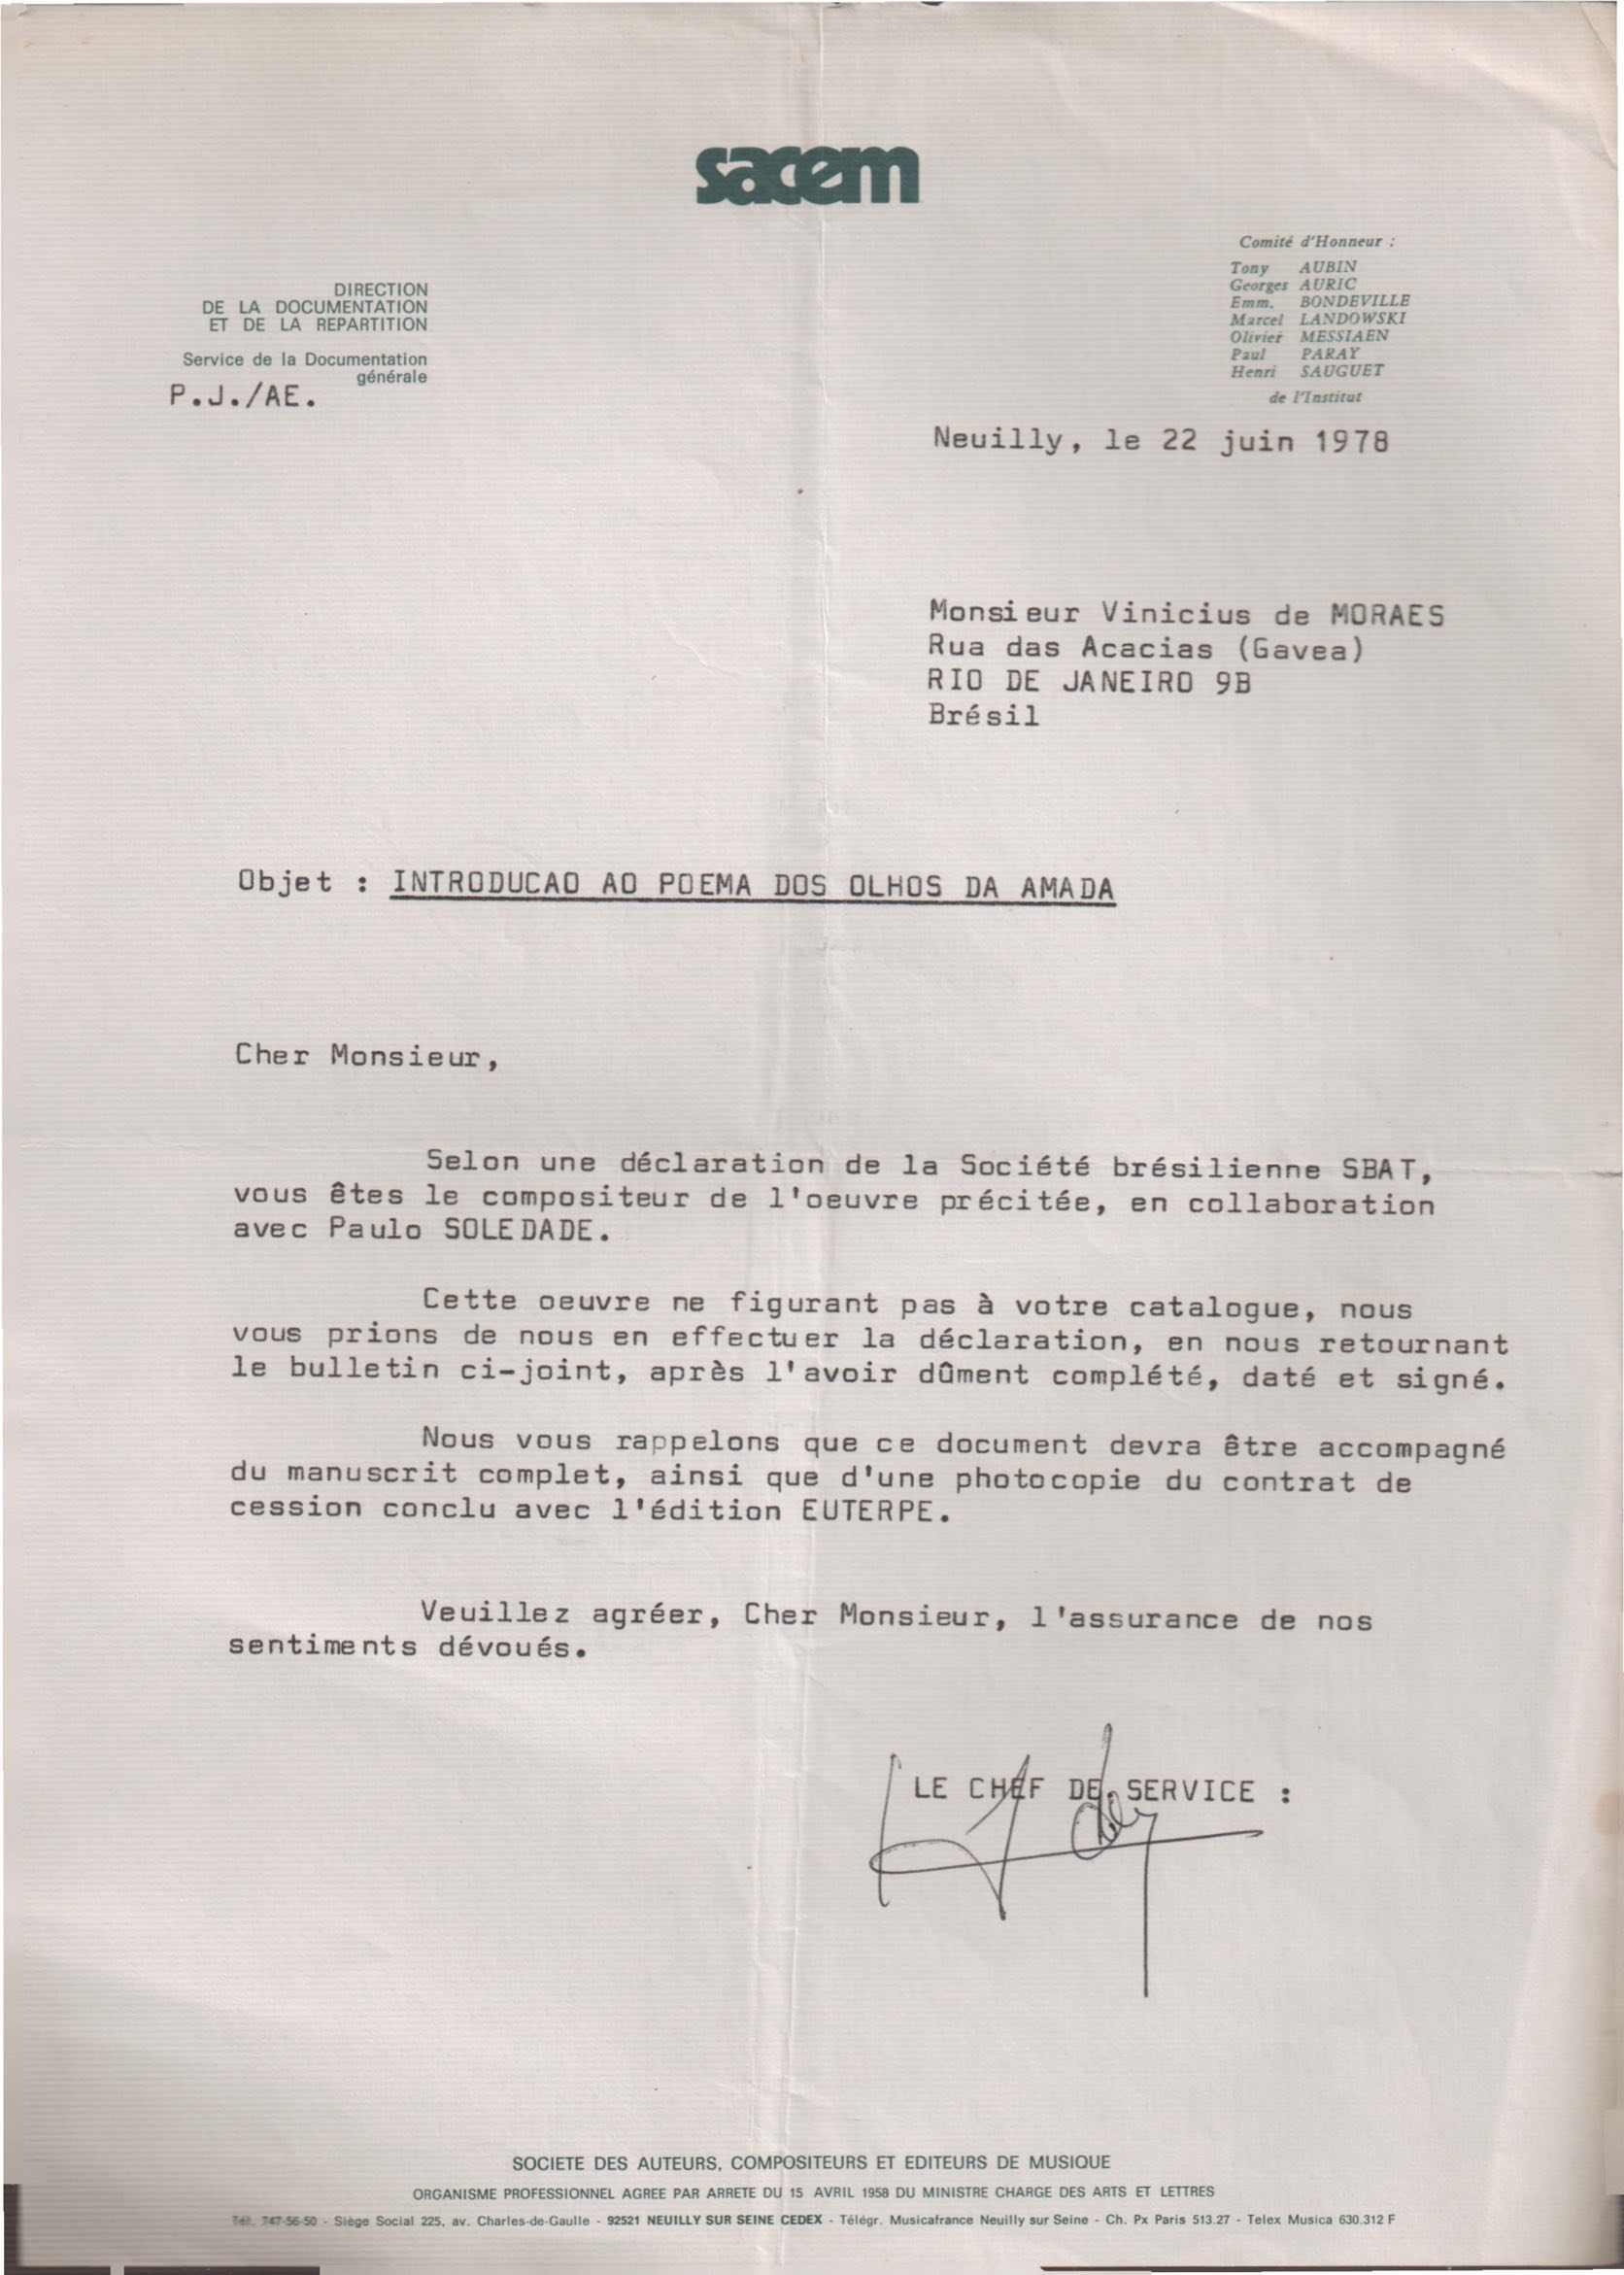 sacem
DIRECTION
DE LA DOCUMENTATION
ET DE LA REPARTITION
Service de la Documentation
générale
P.J./AE.
Comité d'Honneur :
Tony AUBIN
Georges AURIC
Emm. BONDEVILLE
Marcel LANDOWSKI
Olivier MESSIAEN
Paul PARAY
Henri SAUGUET
de l'Institut
Neuilly, le 22 juin 1978
Monsieur Vinicius de MORAES
Rua das Acacias (Gavea)
RIO DE JANEIRO 9B
Brésil
Objet : INTRODUCAO AO POEMA DOS OLHOS DA AMADA
Cher Monsieur,
Selon une déclaration de la Société brésilienne SBAT,
vous êtes le compositeur de l'oeuvre précitée, en collaboration
avec Paulo SOLEDADE.
Cette oeuvre ne figurant pas à votre catalogue, nous
vous prions de nous en effectuer la déclaration, en nous retournant
le bulletin ci-joint, après l'avoir dûment complété, daté et signé.
Nous vous rappelons que ce document devra être accompagné
du manuscrit complet, ainsi que d'une photocopie du contrat de
cession conclu avec l'édition EUTERPE.
Veuillez agréer, Cher Monsieur, l'assurance de nos
sentiments dévoués.
LE CHEF DE SERVICE :
SOCIETE DES AUTEURS, COMPOSITEURS ET EDITEURS DE MUSIQUE
ORGANISME PROFESSIONNEL AGREE PAR ARRETE DU 15 AVRIL 1958 DU MINISTRE CHARGE DES ARTS ET LETTRES
Tél. 747-56-50 - Siège Social 225, av. Charles-de-Gaulle - 92521 NEUILLY SUR SEINE CEDEX - Télégr. Musicafrance Neuilly sur Seine - Ch. Px Paris 513.27 - Telex Musica 630.312 F